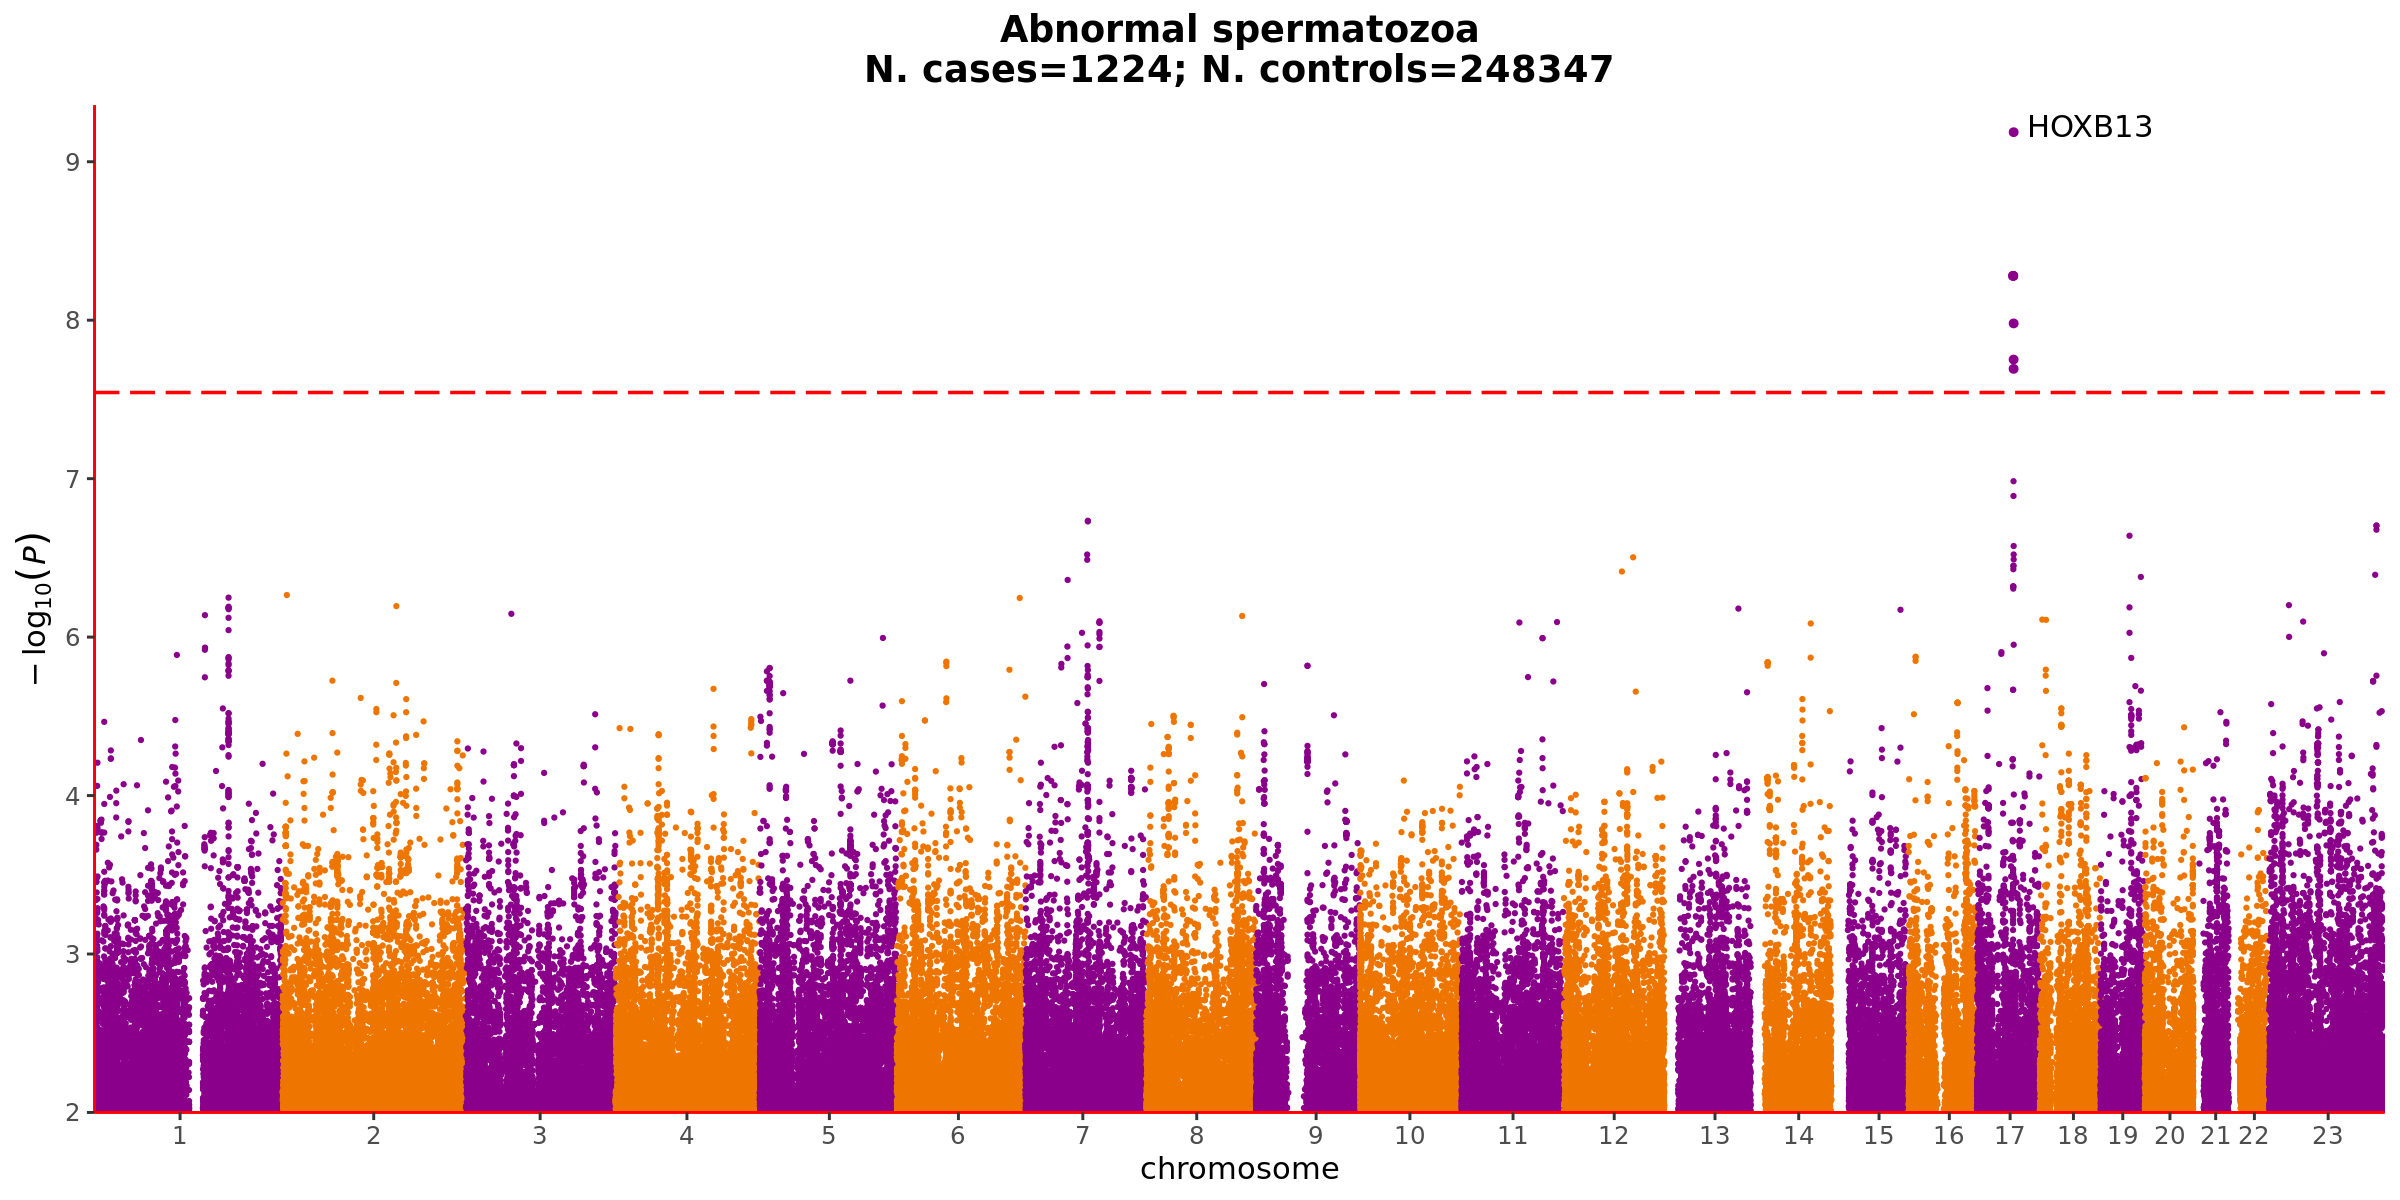 Abnormal spermatozoa
N. cases=1224; N. controls=248347
HOXB13
9
8
7
6
4
3
2
−log10(P)
1 2 3 4 5 6 7 8 9 10 11 12 13 14 15 16 17 18 19 20 21 22 23
chromosome